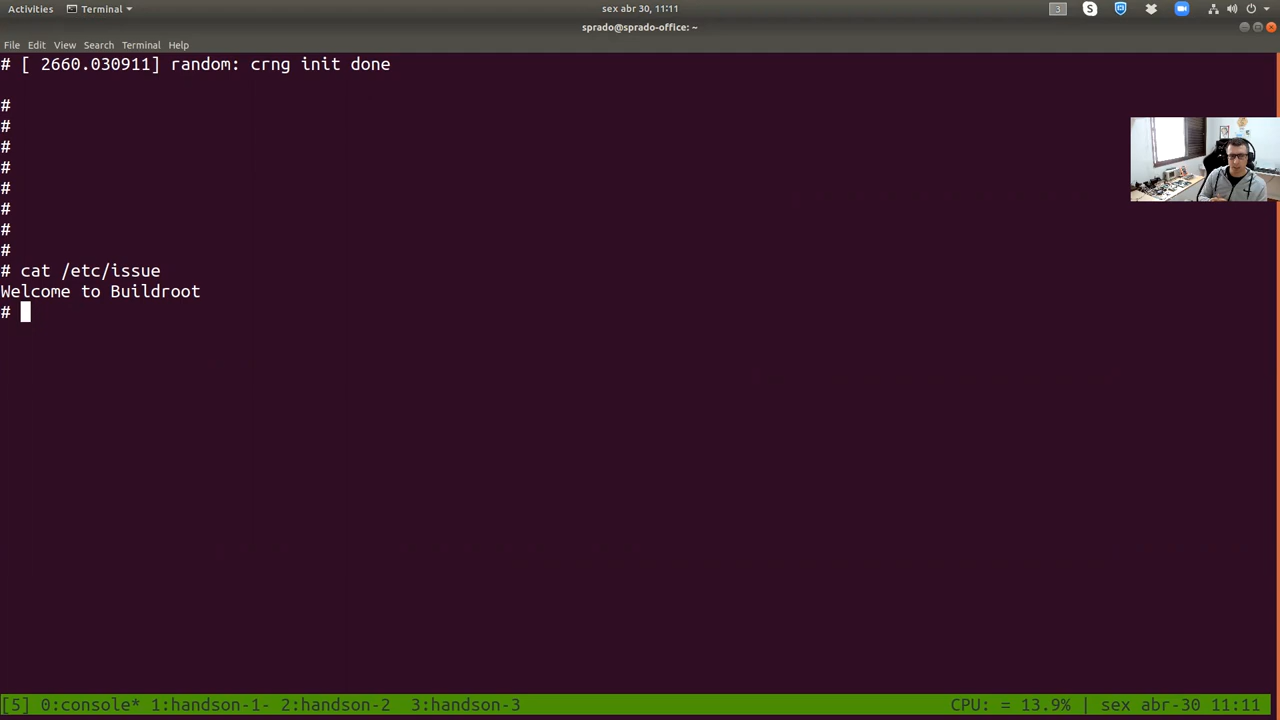 Activities Terminal sex abr 30, 11:11 3
sprado@sprado-office: ~
File Edit View Search Terminal Help
# [ 2660.030911] random: crng init done
#
#
#
#
#
#
#
#
# cat /etc/issue
Welcome to Buildroot
#
[5] 0:console* 1:handson-1- 2:handson-2  3:handson-3 CPU: = 13.9% | sex abr-30 11:11